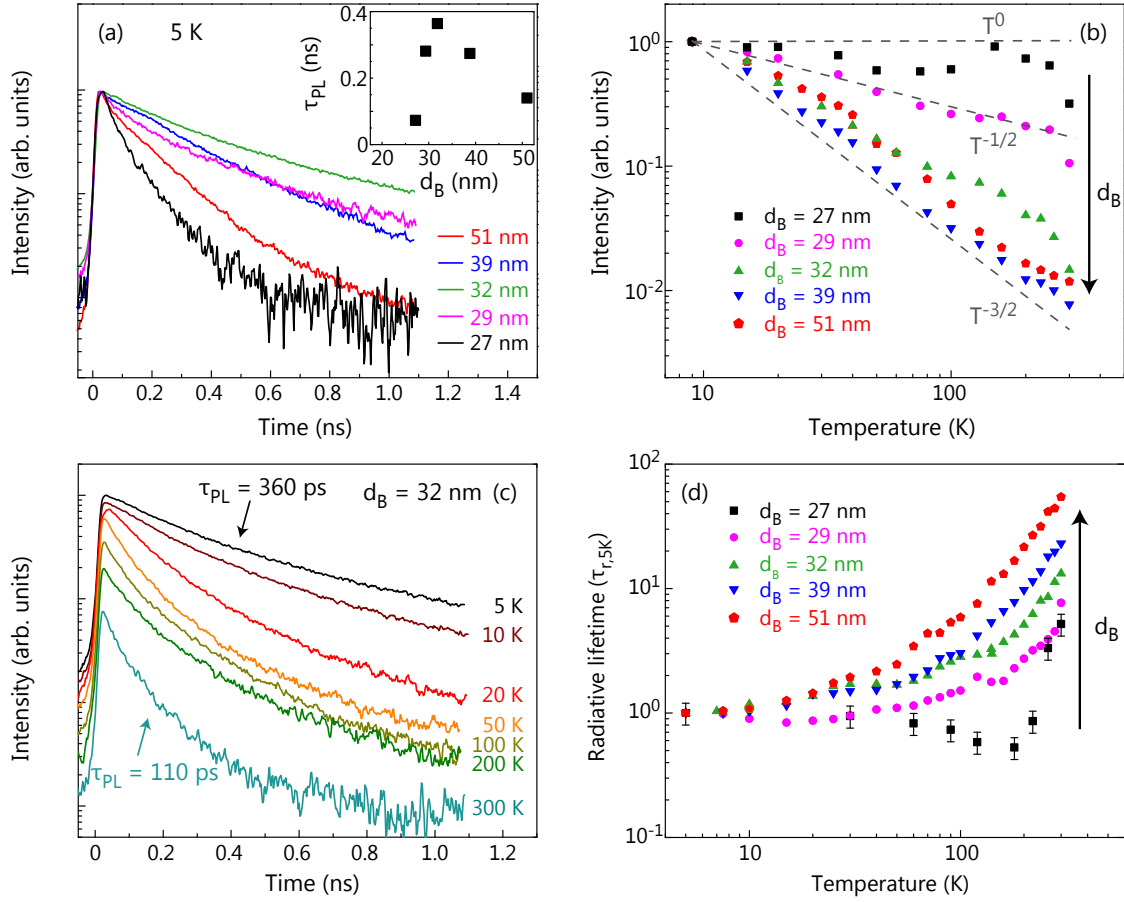 (a)
5 K
τPL (ns)
0.4
0.2
0
20
30
40
50
dB (nm)
51 nm
39 nm
32 nm
29 nm
27 nm
Intensity (arb. units)
0
0.2
0.4
0.6
0.8
1.0
1.2
1.4
Time (ns)
(b)
T^0
T^-1/2
T^-3/2
dB
10^0
10^-1
10^-2
dB = 27 nm
dB = 29 nm
dB = 32 nm
dB = 39 nm
dB = 51 nm
Intensity (arb. units)
10
100
Temperature (K)
τPL = 360 ps
dB = 32 nm (c)
5 K
10 K
20 K
50 K
100 K
200 K
300 K
τPL = 110 ps
Intensity (arb. units)
0
0.2
0.4
0.6
0.8
1.0
1.2
Time (ns)
(d)
dB = 27 nm
dB = 29 nm
dB = 32 nm
dB = 39 nm
dB = 51 nm
dB
10^2
10^1
10^0
10^-1
Radiative lifetime (τr,5K)
10
100
Temperature (K)